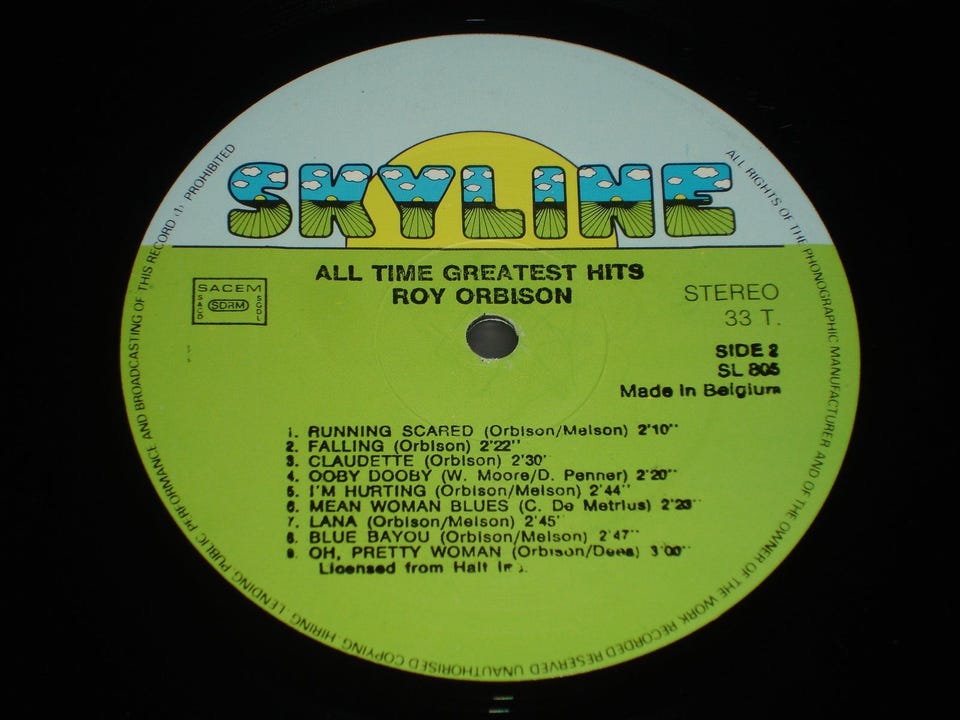 SKYLINE
ALL TIME GREATEST HITS
ROY ORBISON
SACEM
SACD
SDRM
SGDL
STEREO
33 T.
SIDE 2
SL 805
Made in Belgium
1. RUNNING SCARED (Orbison/Melson) 2'10''
2. FALLING (Orbison) 2'22''
3. CLAUDETTE (Orbison) 2'30'
4. OOBY DOOBY (W. Moore/D. Penner) 2'20''
5. I'M HURTING (Orbison/Melson) 2'44''
6. MEAN WOMAN BLUES (C. De Metrius) 2'23''
7. LANA (Orbison/Melson) 2'45'
8. BLUE BAYOU (Orbison/Melson) 2'47''
9. OH, PRETTY WOMAN (Orbison/Dees) 3'00''
Licensed from Halt
ALL RIGHTS OF THE PHONOGRAPHIC MANUFACTURER AND OF THE OWNER OF THE WORK RECORDED RESERVED UNAUTHORISED COPYING. HIRING. LENDING. PUBLIC PERFORMANCE AND BROADCASTING OF THIS RECORD (1) PROHIBITED